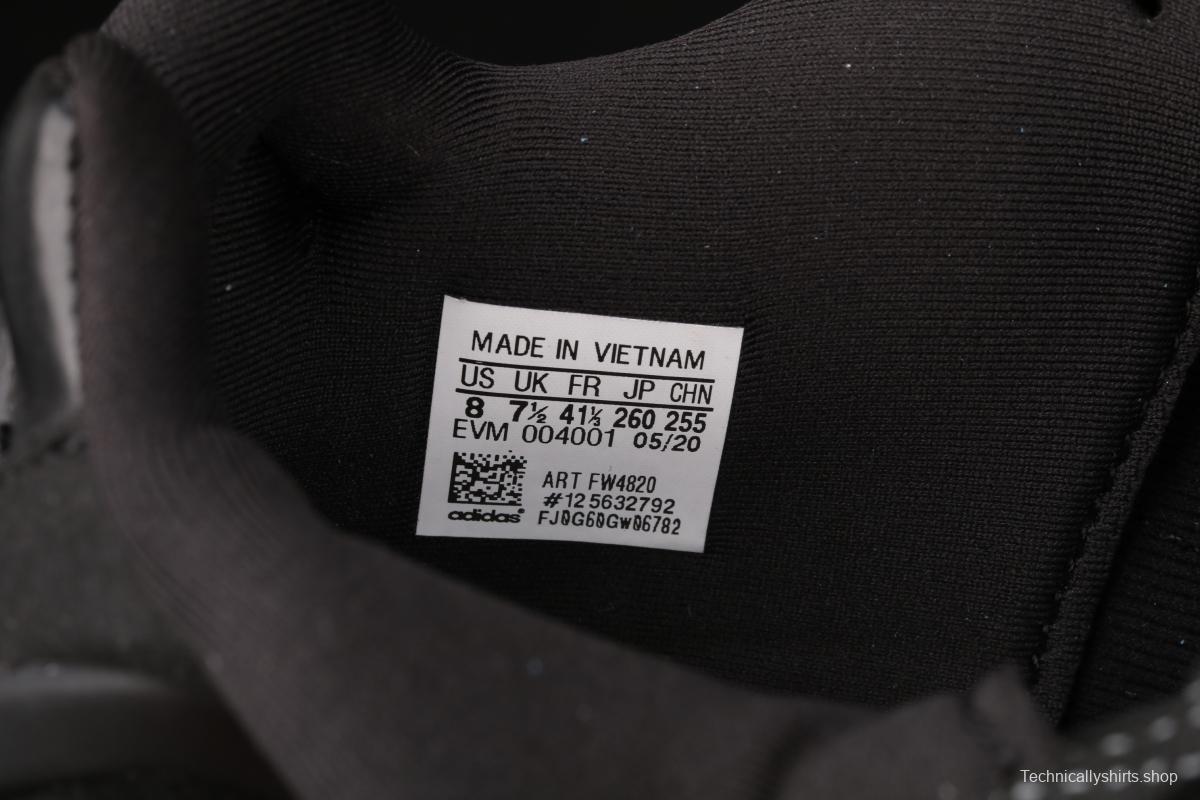 MADE IN VIETNAM
US UK FR JP CHN
8 7½ 41⅓ 260 255
EVM 004001 05/20
ART FW4820
#125632792
adidas FJ0G60Gw06782
Technicallyshirts.shop